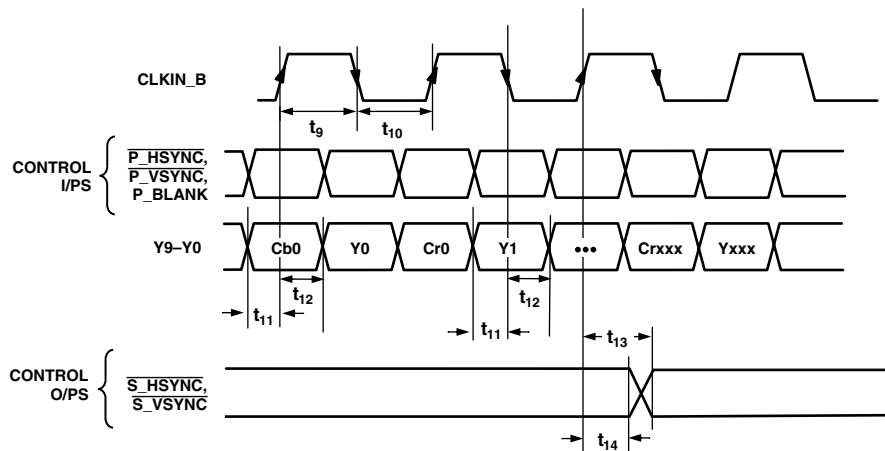 CLKIN_B
t9
t10
CONTROL
I/PS
P_HSYNC,
P_VSYNC,
P_BLANK
Y9–Y0
Cb0
Y0
Cr0
Y1
•••
Crxxx
Yxxx
t12
t12
t11
t11
t13
CONTROL
O/PS
S_HSYNC,
S_VSYNC
t14